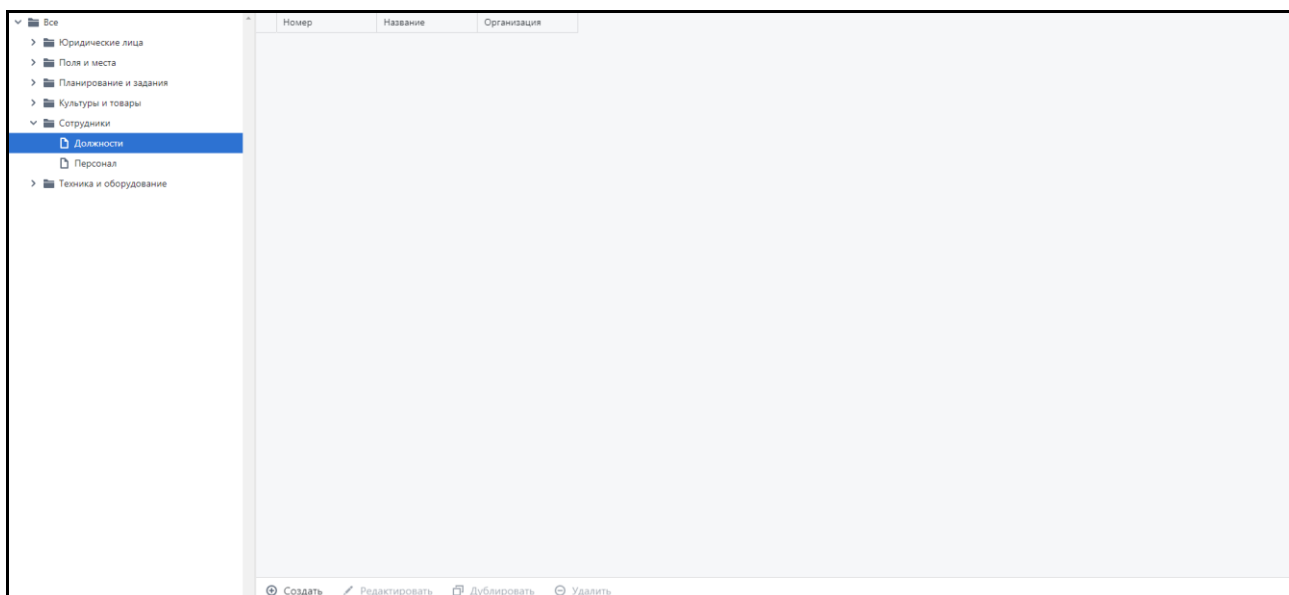 Все
Юридические лица
Поля и места
Планирование и задания
Культуры и товары
Сотрудники
Должности
Персонал
Техника и оборудование
Номер Название Организация
Создать Редактировать Дублировать Удалить